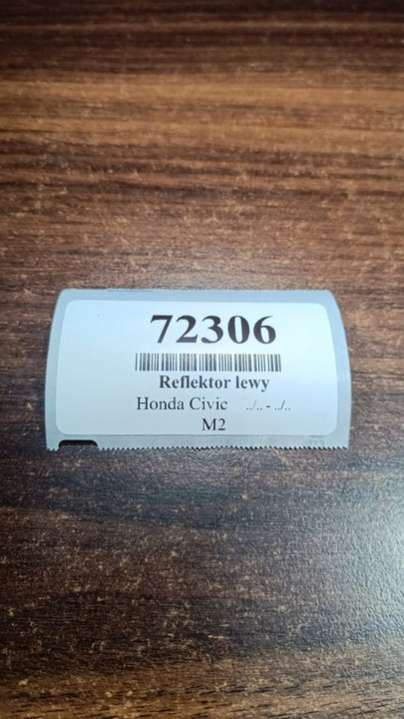 72306
Reflektor lewy
Honda Civic ../.. - ../..
M2